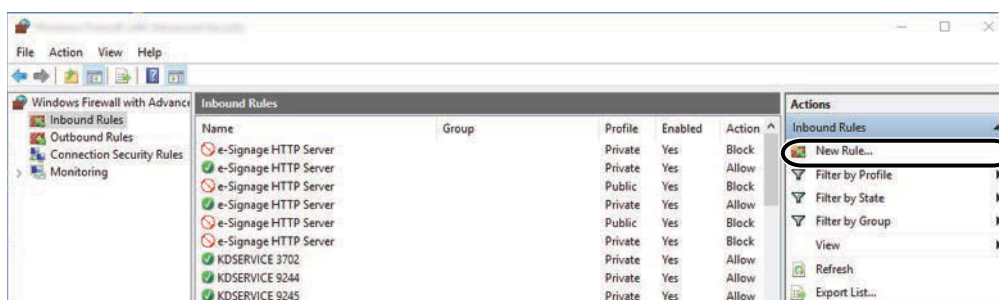 File Action View Help
Windows Firewall with Advance
Inbound Rules
Outbound Rules
Connection Security Rules
Monitoring
Inbound Rules
Name Group Profile Enabled Action
e-Signage HTTP Server Private Yes Block
e-Signage HTTP Server Private Yes Allow
e-Signage HTTP Server Public Yes Block
e-Signage HTTP Server Private Yes Allow
e-Signage HTTP Server Public Yes Block
e-Signage HTTP Server Private Yes Block
KDSERVICE 3702 Private Yes Allow
KDSERVICE 9244 Private Yes Allow
KDSERVICE 9245 Private Yes Allow
Actions
Inbound Rules
New Rule...
Filter by Profile
Filter by State
Filter by Group
View
Refresh
Export List...